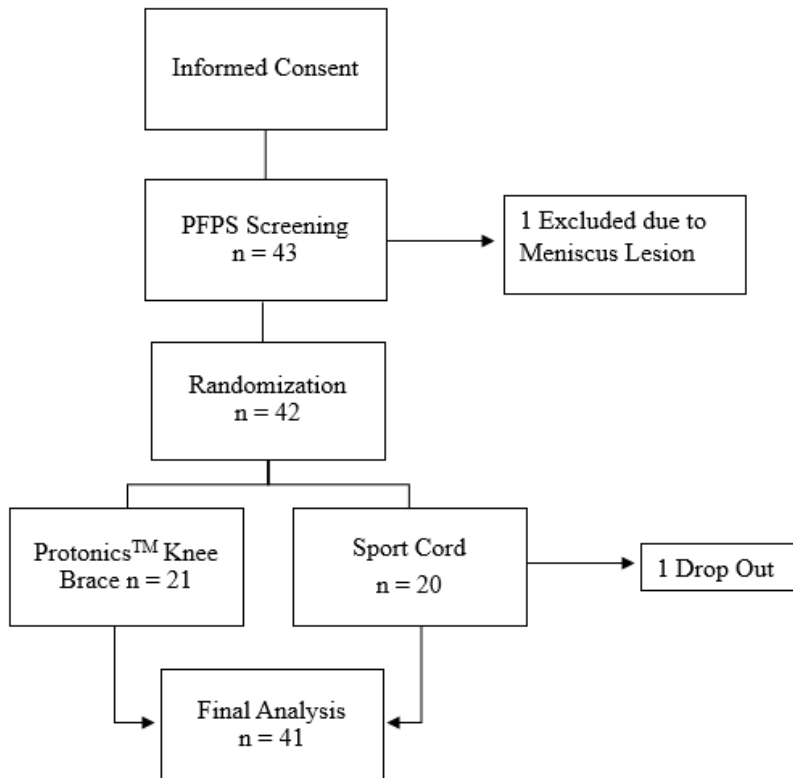 Informed Consent
PFPS Screening
n = 43
1 Excluded due to
Meniscus Lesion
Randomization
n = 42
Protonics™ Knee
Brace n = 21
Sport Cord
n = 20
1 Drop Out
Final Analysis
n = 41